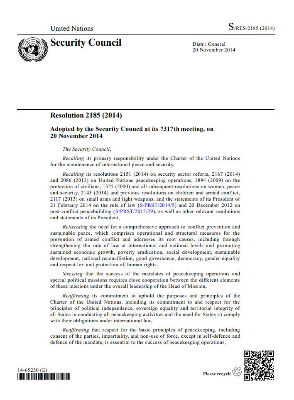 United Nations
S/RES/2185 (2014)
Security Council
Distr.: General
20 November 2014
Resolution 2185 (2014)
Adopted by the Security Council at its 7317th meeting, on
20 November 2014
The Security Council,
Recalling its primary responsibility under the Charter of the United Nations
for the maintenance of international peace and security,
Recalling its resolutions 2151 (2014) on security sector reform, 2167 (2014)
and 2086 (2013) on United Nations peacekeeping operations, 1894 (2009) on the
protection of civilians, 1325 (2000) and all subsequent resolutions on women, peace
and security, 2143 (2014) and previous resolutions on children and armed conflict,
2117 (2013) on small arms and light weapons, and the statements of its President of
21 February 2014 on the rule of law (S/PRST/2014/5) and 20 December 2012 on
post-conflict peacebuilding (S/PRST/2012/29), as well as other relevant resolutions
and statements of its President,
Reiterating the need for a comprehensive approach to conflict prevention and
sustainable peace, which comprises operational and structural measures for the
prevention of armed conflict and addresses its root causes, including through
strengthening the rule of law at international and national levels and promoting
sustained economic growth, poverty eradication, social development, sustainable
development, national reconciliation, good governance, democracy, gender equality
and respect for, and protection of, human rights,
Stressing that the success of the mandates of peacekeeping operations and
special political missions requires close cooperation between the different elements
of these missions under the overall leadership of the Head of Mission,
Reaffirming its commitment to uphold the purposes and principles of the
Charter of the United Nations, including its commitment to and respect for the
principles of political independence, sovereign equality and territorial integrity of
all States in conducting all peacekeeping activities and the need for States to comply
with their obligations under international law,
Reaffirming that respect for the basic principles of peacekeeping, including
consent of the parties, impartiality, and non-use of force, except in self-defence and
defence of the mandate, is essential to the success of peacekeeping operations,
14-65230 (E)
Please recycle